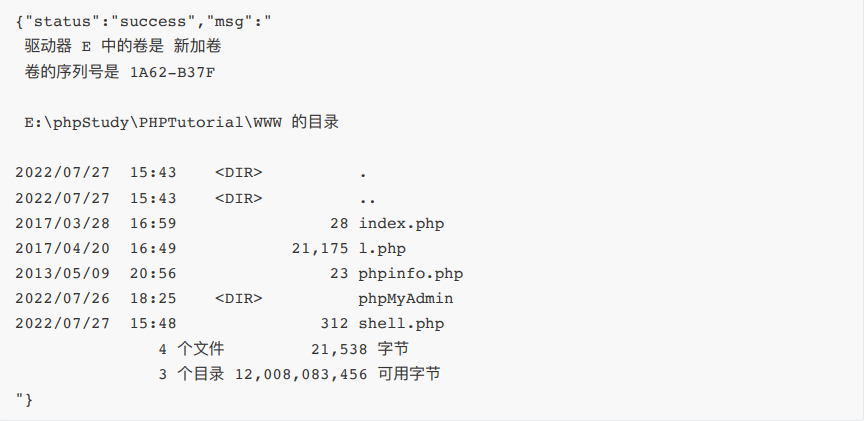 {"status":"success","msg":"
驱动器 E 中的卷是 新加卷
卷的序列号是 1A62-B37F
E:\phpStudy\PHPTutorial\WWW 的目录
2022/07/27  15:43    <DIR>          .
2022/07/27  15:43    <DIR>          ..
2017/03/28  16:59                28 index.php
2017/04/20  16:49            21,175 l.php
2013/05/09  20:56                23 phpinfo.php
2022/07/26  18:25    <DIR>          phpMyAdmin
2022/07/27  15:48               312 shell.php
4 个文件         21,538 字节
3 个目录 12,008,083,456 可用字节
"}